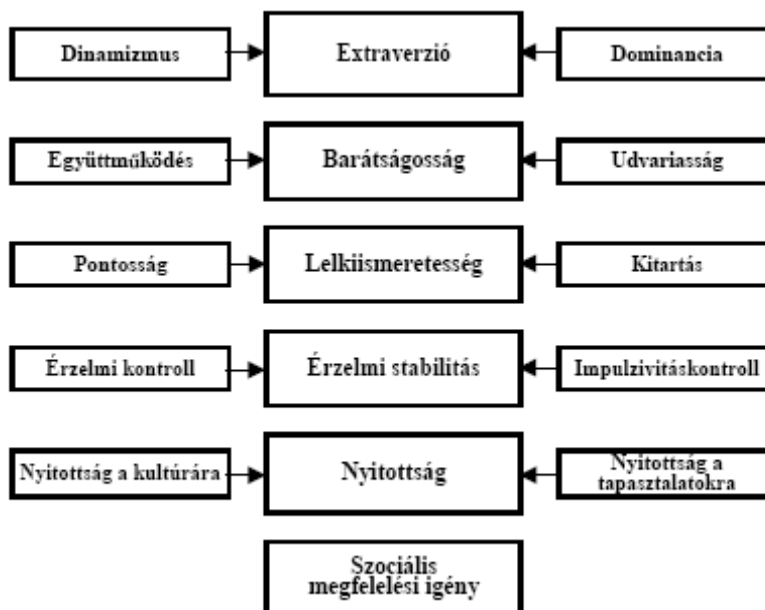 Dinamizmus
Extraverzió
Dominancia
Együttműködés
Barátságosság
Udvariasság
Pontosság
Lelkiismeretesség
Kitartás
Érzelmi kontroll
Érzelmi stabilitás
Impulzivitáskontroll
Nyitottság a kultúrára
Nyitottság
Nyitottság a
tapasztalatokra
Szociális
megfelelési igény